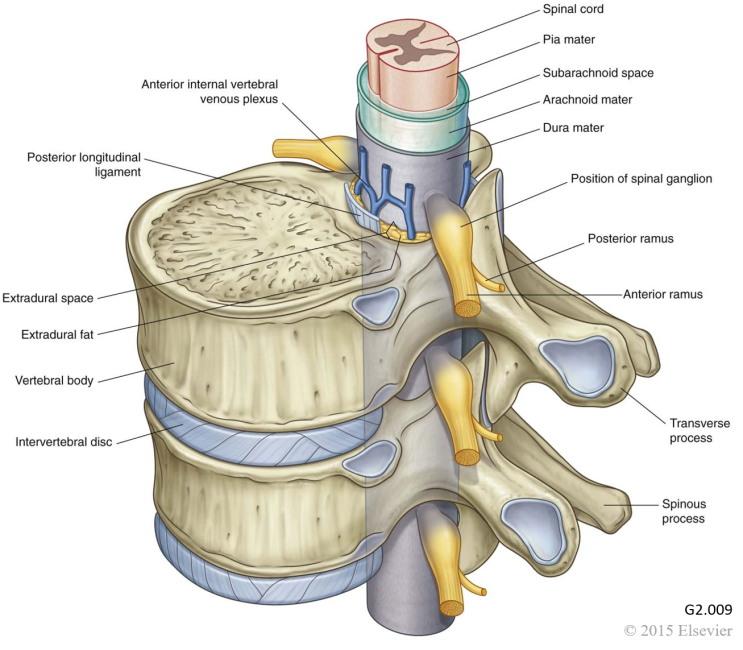 Spinal cord
Pia mater
Subarachnoid space
Arachnoid mater
Dura mater
Anterior internal vertebral
venous plexus
Posterior longitudinal
ligament
Position of spinal ganglion
Posterior ramus
Anterior ramus
Extradural space
Extradural fat
Vertebral body
Intervertebral disc
Transverse
process
Spinous
process
G2.009
© 2015 Elsevier